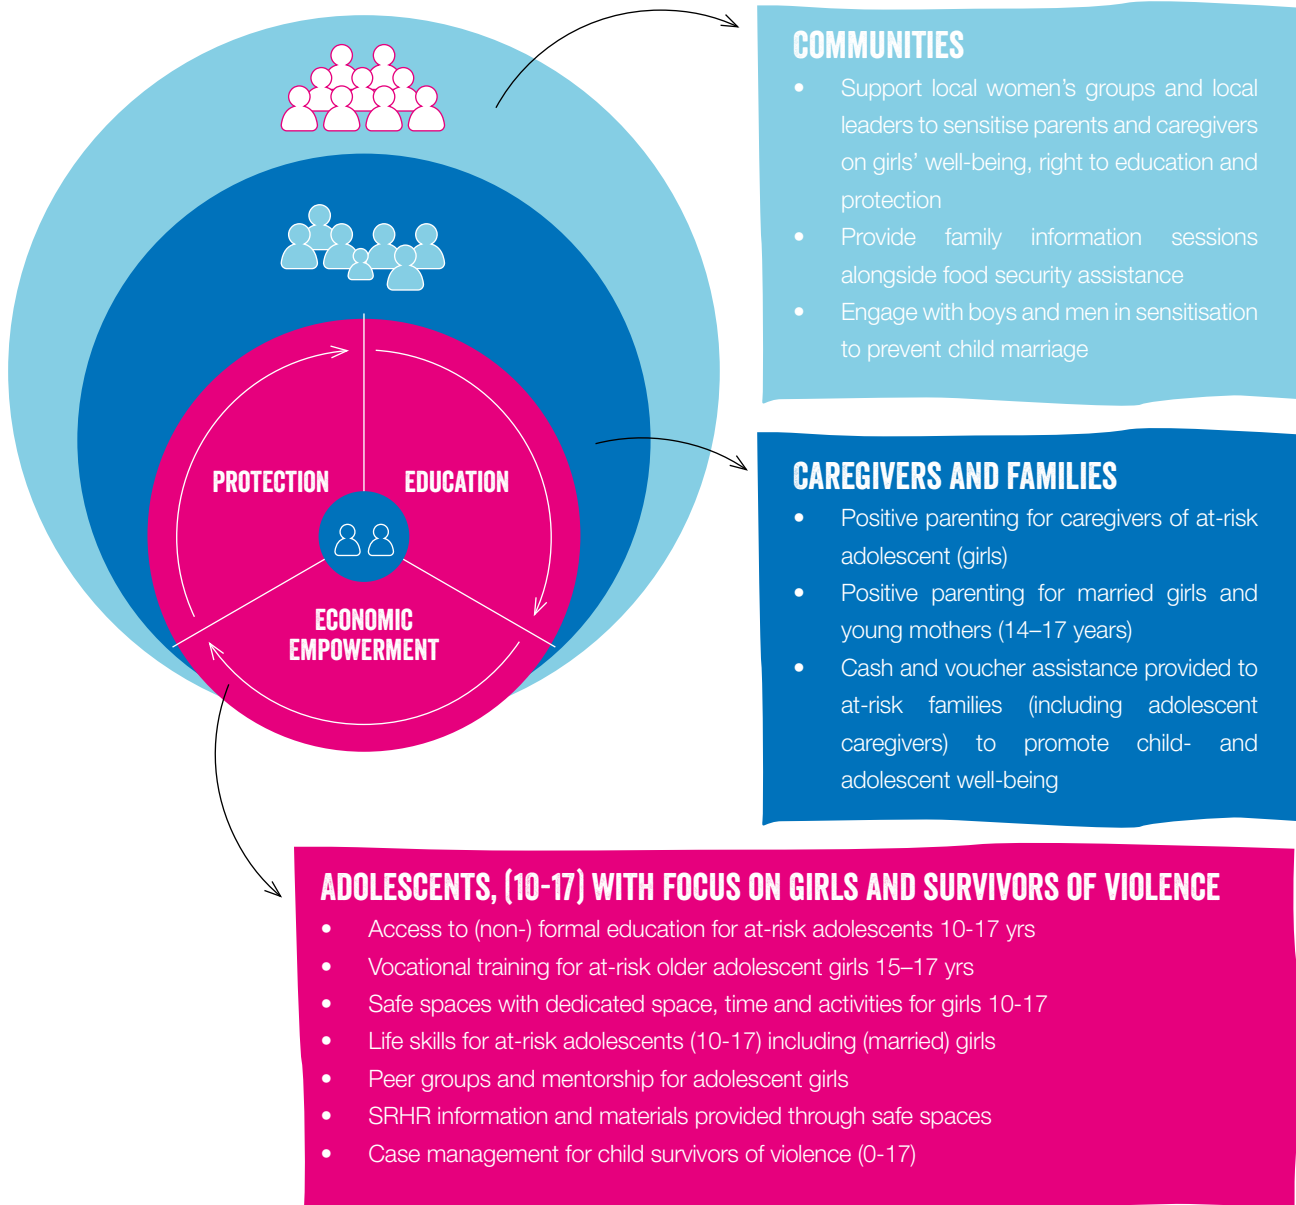 COMMUNITIES
• Support local women's groups and local
leaders to sensitise parents and caregivers
on girls' well-being, right to education and
protection
• Provide family information sessions
alongside food security assistance
• Engage with boys and men in sensitisation
to prevent child marriage
PROTECTION
EDUCATION
ECONOMIC
EMPOWERMENT
CAREGIVERS AND FAMILIES
• Positive parenting for caregivers of at-risk
adolescent (girls)
• Positive parenting for married girls and
young mothers (14–17 years)
• Cash and voucher assistance provided to
at-risk families (including adolescent
caregivers) to promote child- and
adolescent well-being
ADOLESCENTS, (10-17) WITH FOCUS ON GIRLS AND SURVIVORS OF VIOLENCE
• Access to (non-) formal education for at-risk adolescents 10-17 yrs
• Vocational training for at-risk older adolescent girls 15–17 yrs
• Safe spaces with dedicated space, time and activities for girls 10-17
• Life skills for at-risk adolescents (10-17) including (married) girls
• Peer groups and mentorship for adolescent girls
• SRHR information and materials provided through safe spaces
• Case management for child survivors of violence (0-17)